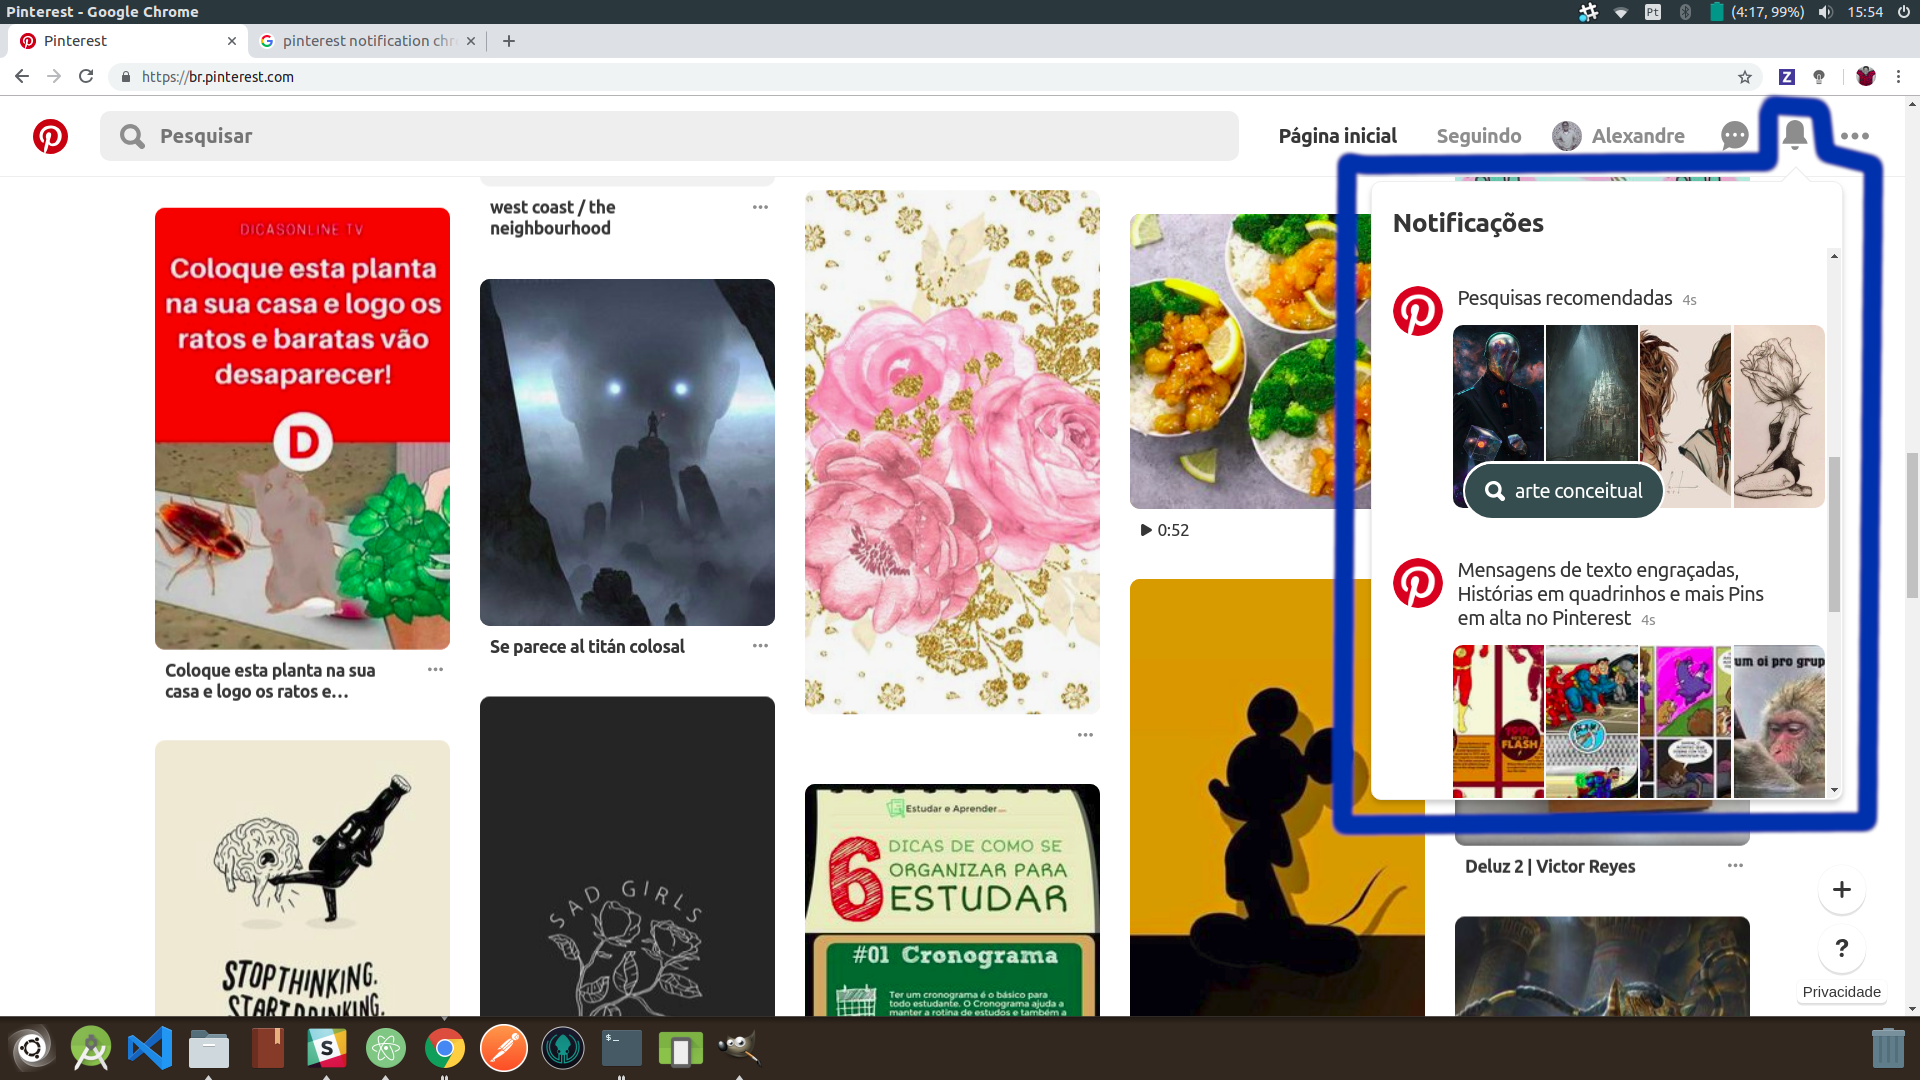 Pinterest - Google Chrome
Pt
(4:17, 99%)
15:54
Pinterest
pinterest notification chr
https://br.pinterest.com
Z
Pesquisar
Página inicial
Seguindo
Alexandre
DICASONLINE TV
Coloque esta planta
na sua casa e logo os
ratos e baratas vão
desaparecer!
D
Coloque esta planta na sua
casa e logo os ratos e...
STOP THINKING.
START DRINKING.
west coast / the
neighbourhood
Se parece al titán colosal
SAD GIRLS
Estudar e Aprender
6
DICAS DE COMO SE
ORGANIZAR PARA
ESTUDAR
#01 Cronograma
Ter um cronograma é o básico para
todo estudante. O Cronograma ajuda a
manter a rotina de estudos e também a
0:52
Notificações
Pesquisas recomendadas 4s
arte conceitual
Mensagens de texto engraçadas,
Histórias em quadrinhos e mais Pins
em alta no Pinterest 4s
1990
FLASH
um oi pro grup
Deluz 2 | Victor Reyes
+
?
Privacidade
S
$_